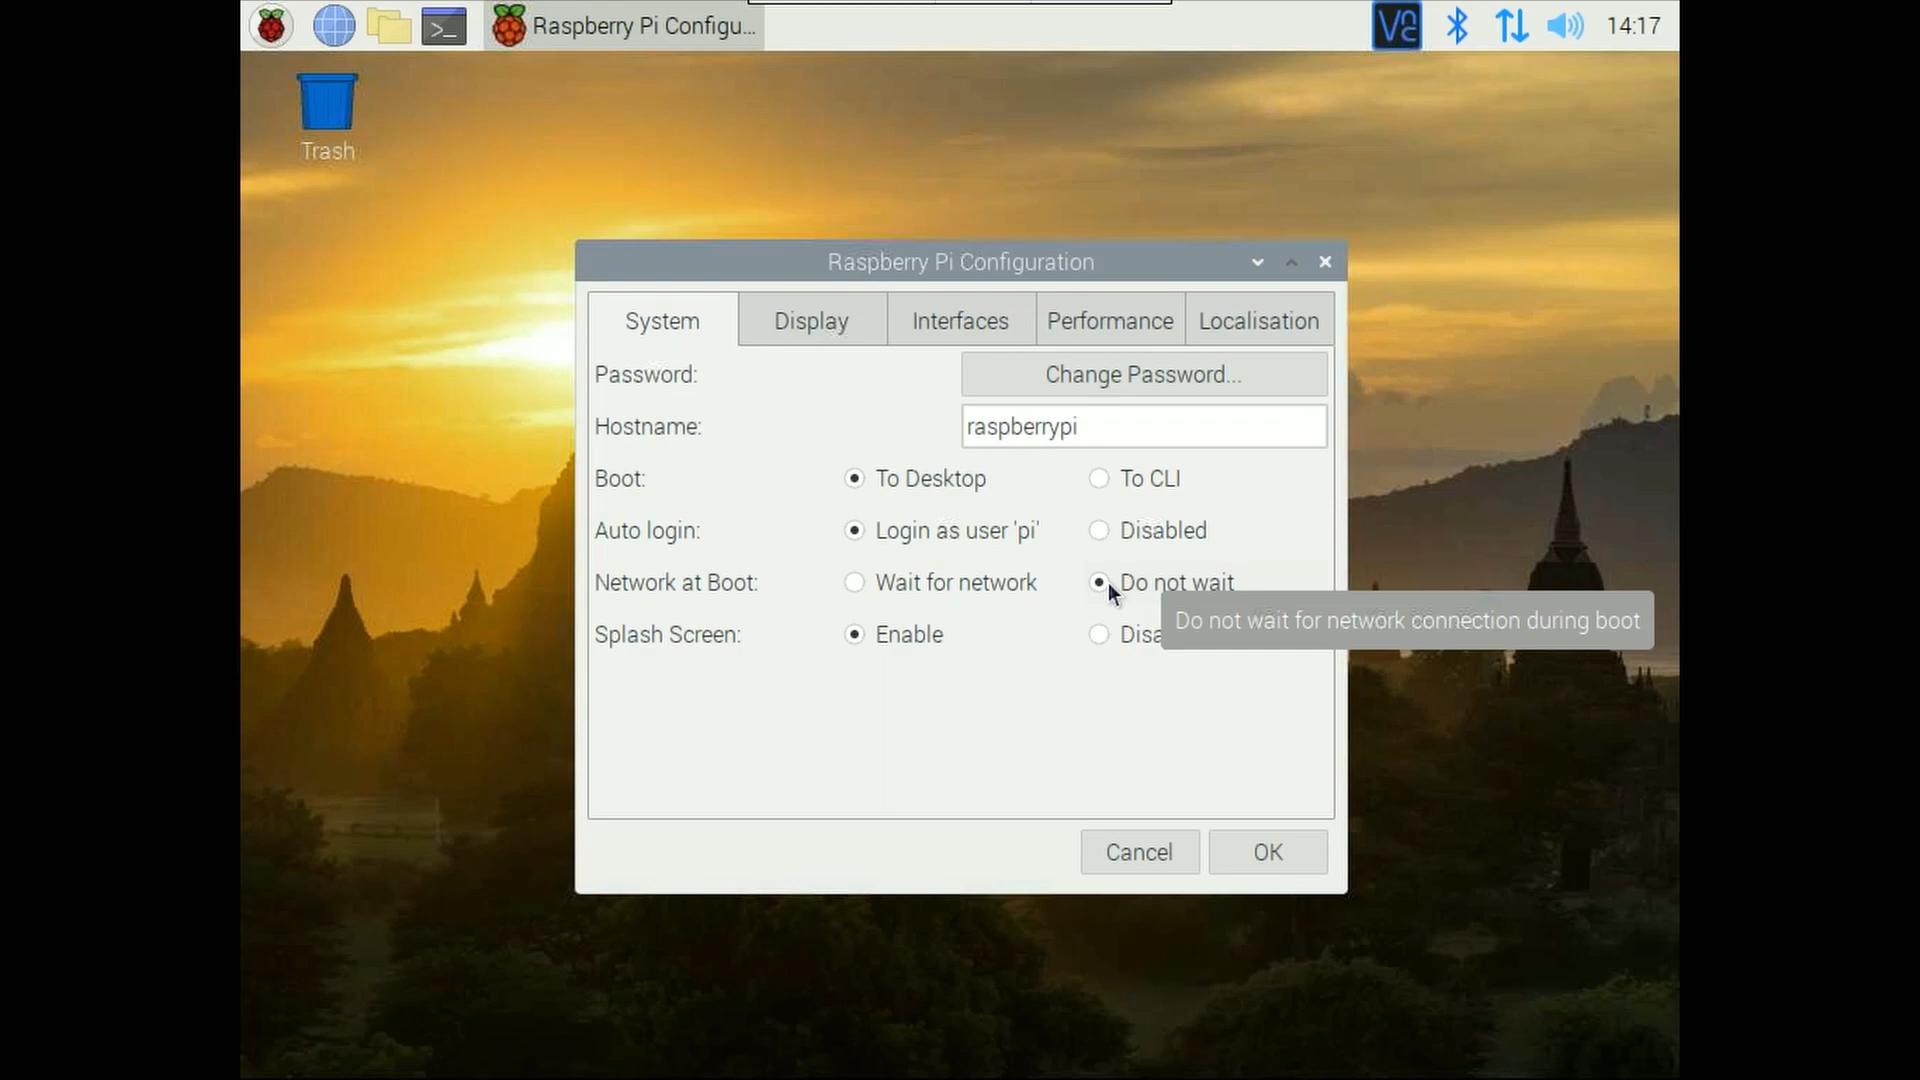 Raspberry Pi Configu...
14:17
Trash
Raspberry Pi Configuration
System Display Interfaces Performance Localisation
Password: Change Password...
Hostname: raspberrypi
Boot: To Desktop To CLI
Auto login: Login as user 'pi' Disabled
Network at Boot: Wait for network Do not wait
Do not wait for network connection during boot
Splash Screen: Enable Disa
Cancel OK